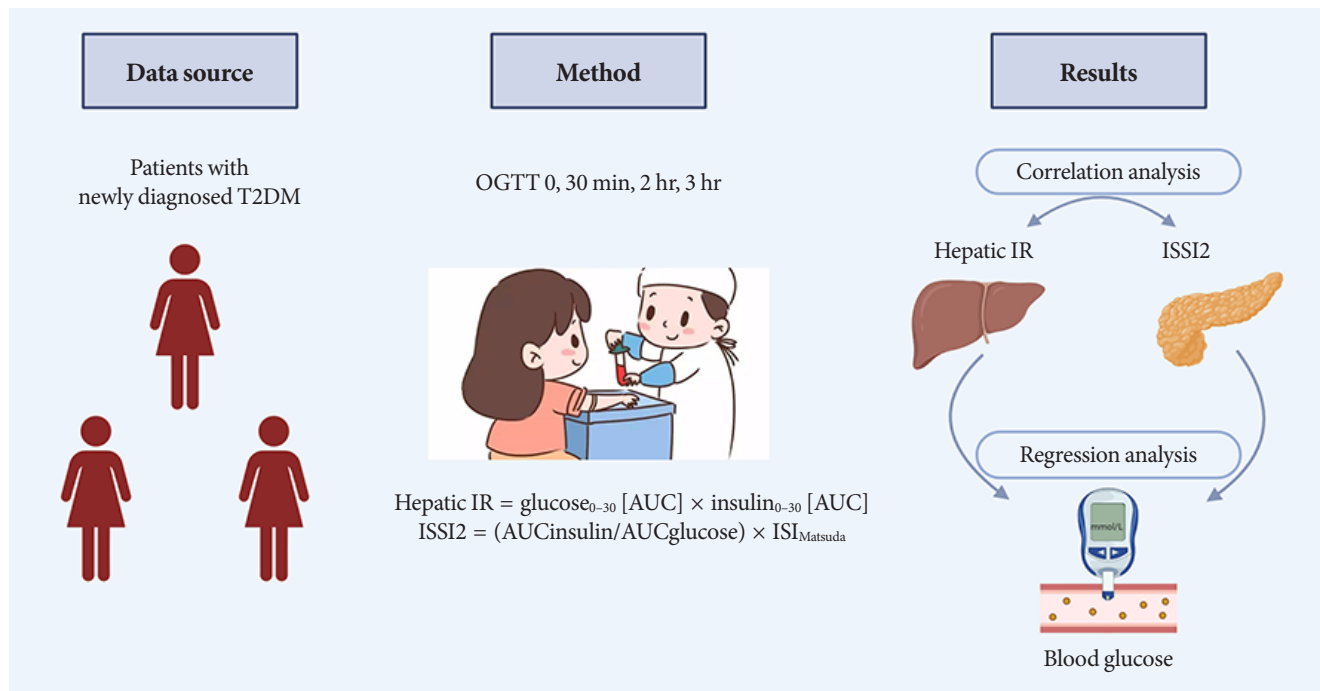 Data source
Patients with
newly diagnosed T2DM
Method
OGTT 0, 30 min, 2 hr, 3 hr
Hepatic IR = glucose₀₋₃₀ [AUC] × insulin₀₋₃₀ [AUC]
ISSI2 = (AUCinsulin/AUCglucose) × ISIMatsuda
Results
Correlation analysis
Hepatic IR
ISSI2
Regression analysis
mmol/L
Blood glucose